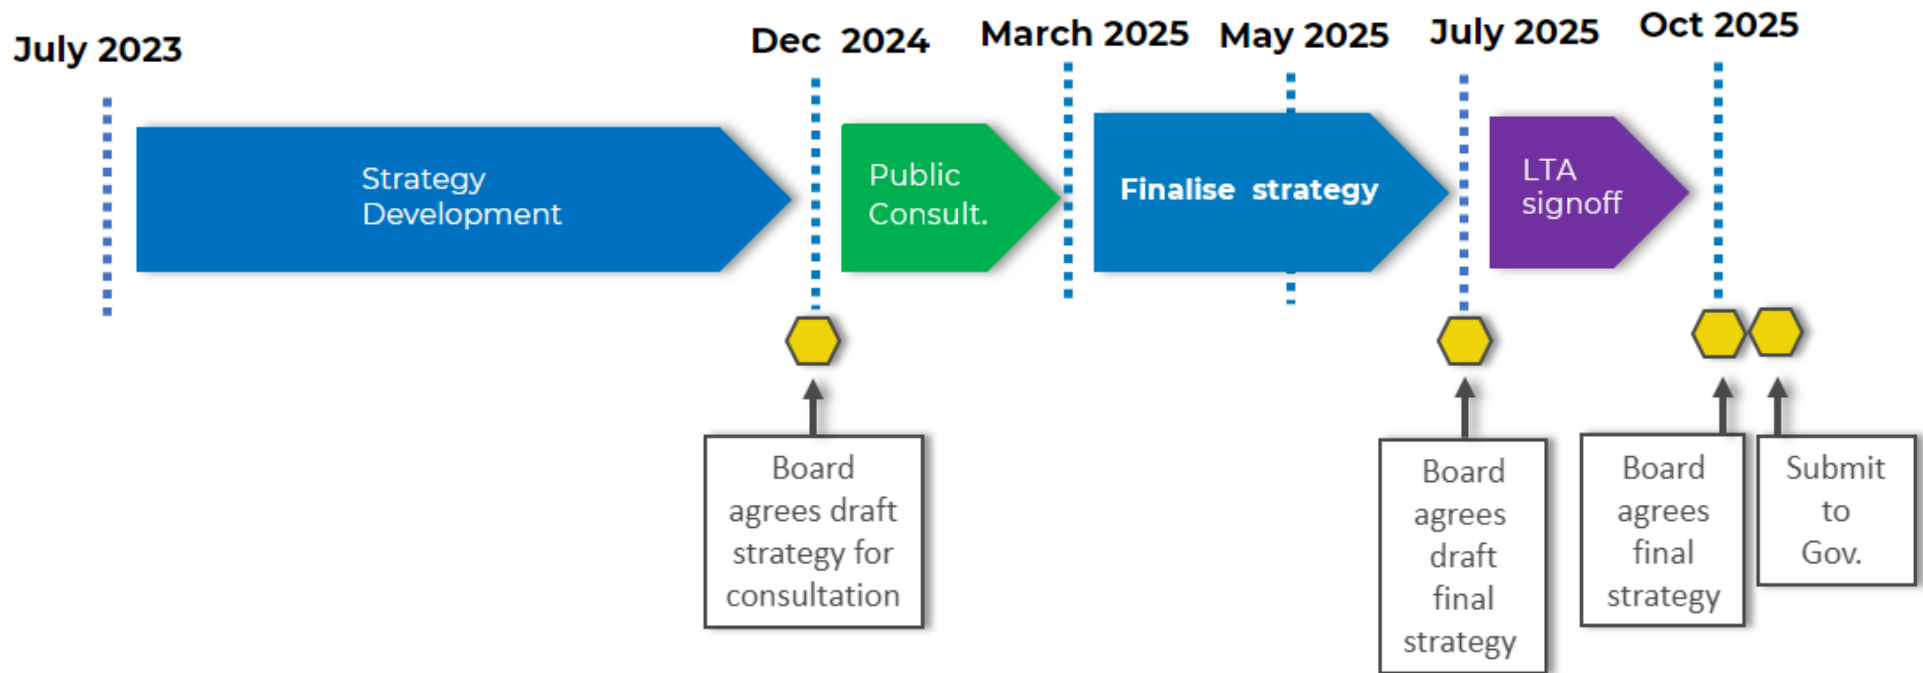 July 2023
Dec 2024
March 2025
May 2025
July 2025
Oct 2025
Strategy
Development
Public
Consult.
Finalise strategy
LTA
signoff
Board
agrees draft
strategy for
consultation
Board
agrees
draft
final
strategy
Board
agrees
final
strategy
Submit
to
Gov.